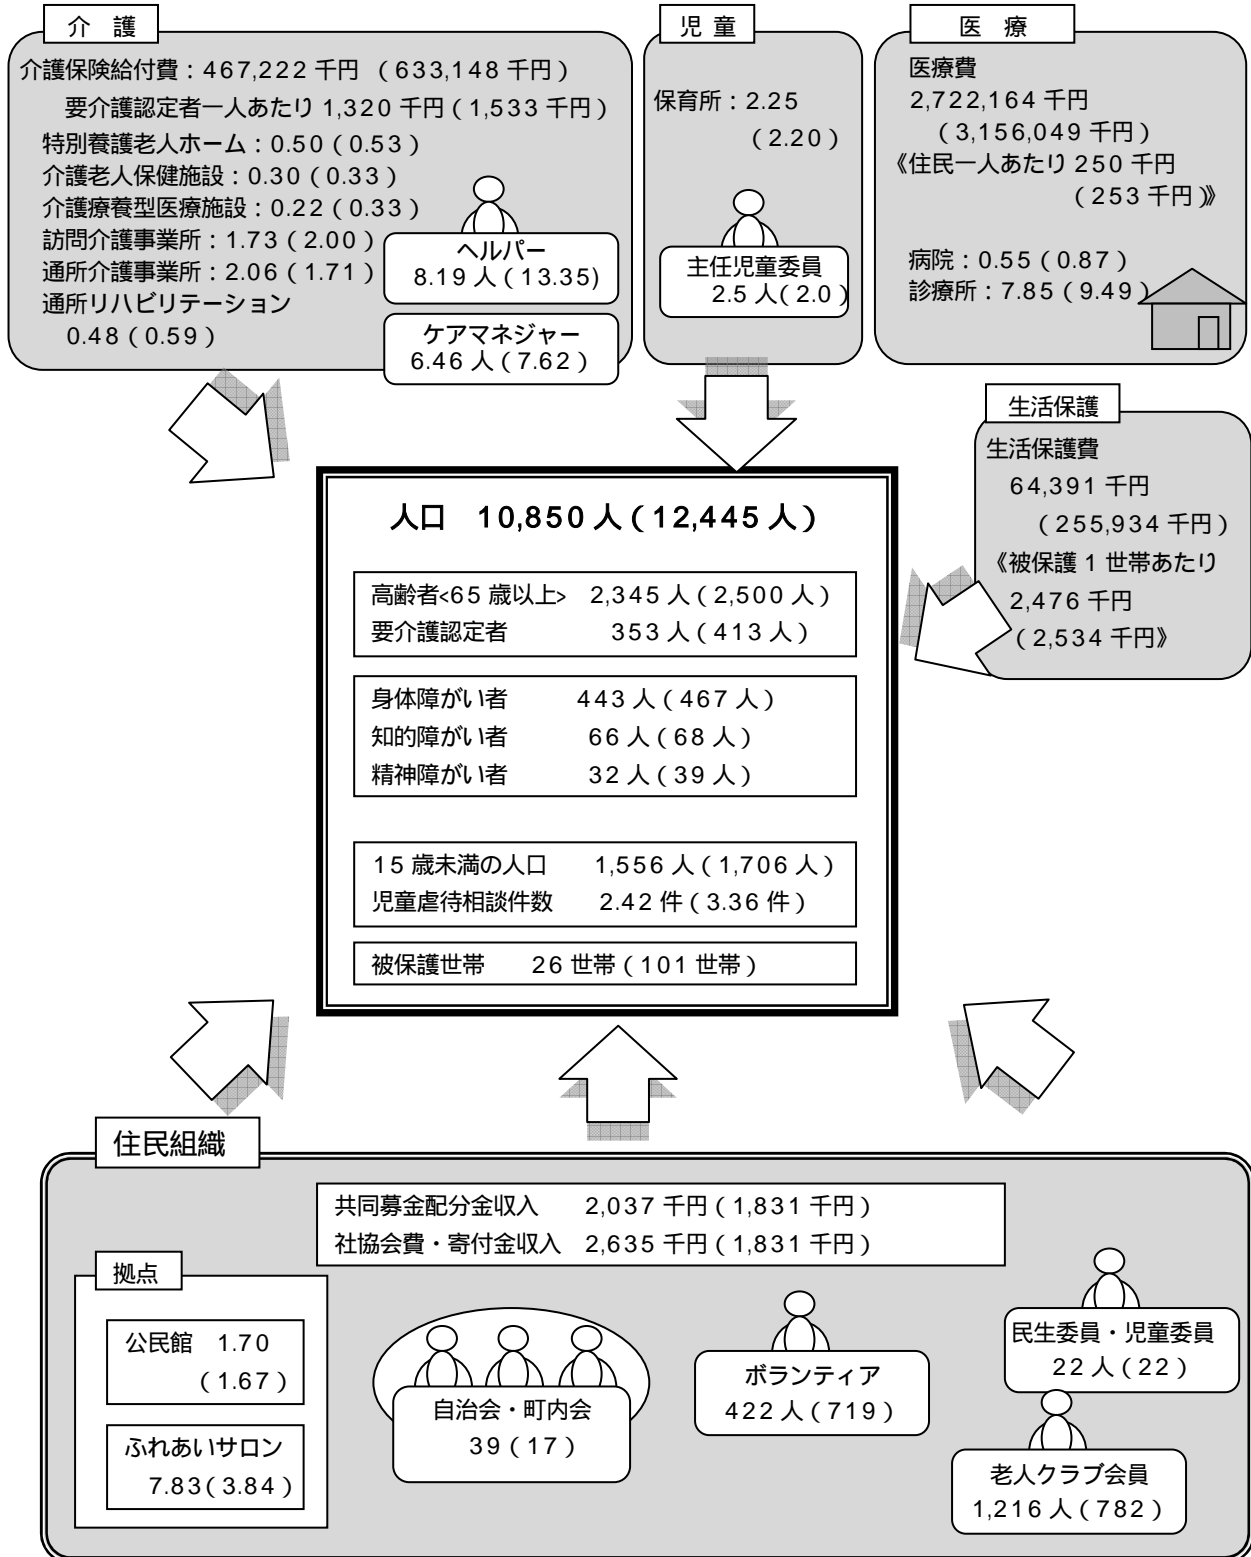 介 護
介護保険給付費：467,222 千円 （633,148 千円）
要介護認定者一人あたり 1,320 千円（1,533 千円）
特別養護老人ホーム：0.50（0.53）
介護老人保健施設：0.30（0.33）
介護療養型医療施設：0.22（0.33）
訪問介護事業所：1.73（2.00）
通所介護事業所：2.06（1.71）
通所リハビリテーション
0.48（0.59）
ヘルパー
8.19 人（13.35)
ケアマネジャー
6.46 人（7.62）
児 童
保育所：2.25
（2.20）
主任児童委員
2.5 人(2.0）
医 療
医療費
2,722,164 千円
（3,156,049 千円）
《住民一人あたり 250 千円
（253 千円）》
病院：0.55（0.87）
診療所：7.85（9.49）
生活保護
生活保護費
64,391 千円
（255,934 千円）
《被保護 1 世帯あたり
2,476 千円
（2,534 千円》
人口 10,850 人（12,445 人）
高齢者<65 歳以上> 2,345 人（2,500 人）
要介護認定者 353 人（413 人）
身体障がい者 443 人（467 人）
知的障がい者 66 人（68 人）
精神障がい者 32 人（39 人）
15 歳未満の人口 1,556 人（1,706 人）
児童虐待相談件数 2.42 件（3.36 件）
被保護世帯 26 世帯（101 世帯）
住民組織
共同募金配分金収入 2,037 千円（1,831 千円）
社協会費・寄付金収入 2,635 千円（1,831 千円）
拠点
公民館 1.70
（1.67）
ふれあいサロン
7.83(3.84）
自治会・町内会
39（17）
ボランティア
422 人（719）
民生委員・児童委員
22 人（22）
老人クラブ会員
1,216 人（782）